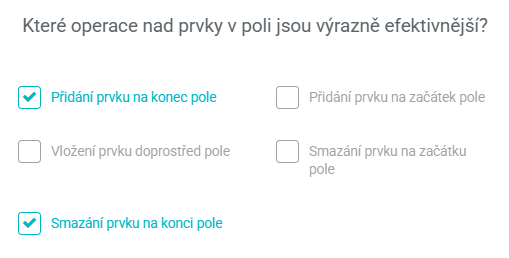 Které operace nad prvky v poli jsou výrazně efektivnější?
Přidání prvku na konec pole
Přidání prvku na začátek pole
Vložení prvku doprostřed pole
Smazání prvku na začátku
pole
Smazání prvku na konci pole